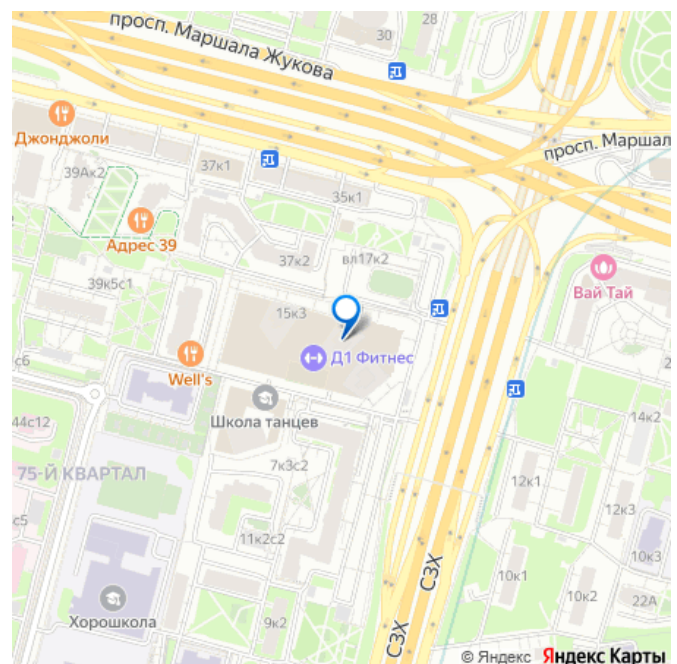 28
30
просп. Маршала Жукова
Джонджоли
просп. Маршал
37к1
39Ак2
35к1
Адрес 39
37к2
вл17к2
39к5с1
Вай Тай
15к3
Д1 Фитнес
с6
2
Well's
Школа танцев
44с12
14к2
75-Й КВАРТАЛ
7к3с2
12к1
12к3
с5
11к2с2
СЗХ
10к3
10к1
10к2
22А
Хорошкола
9к2
СЗХ
© Яндекс Яндекс Карты